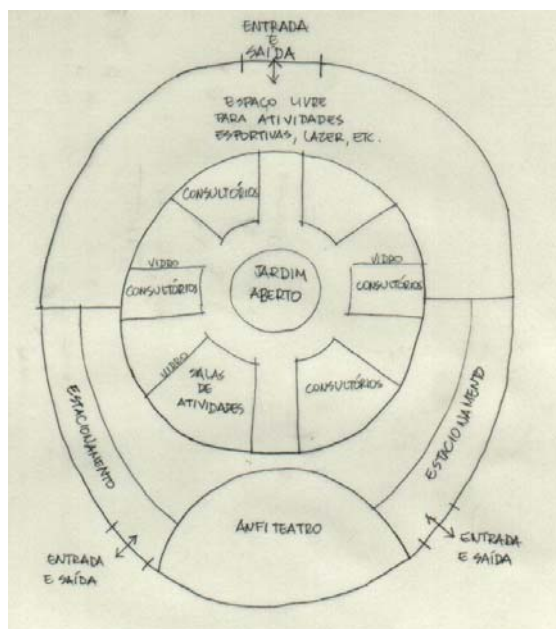 ENTRADA
E
SAÍDA
ESPAÇO LIVRE
PARA ATIVIDADES
ESPORTIVAS, LAZER, ETC.
CONSULTÓRIOS
VIDRO
CONSULTÓRIOS
JARDIM
ABERTO
VIDRO
CONSULTÓRIOS
VIDRO
SALAS
DE
ATIVIDADES
CONSULTÓRIOS
ESTACIONAMENTO
ESTACIONAMENTO
ANFITEATRO
ENTRADA
E SAÍDA
ENTRADA
E SAÍDA